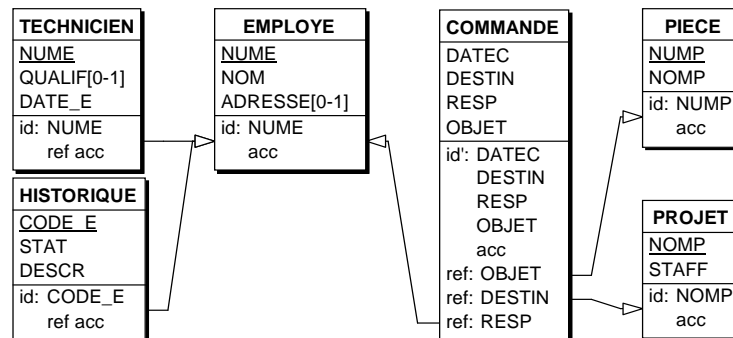 TECHNICIEN
NUME
QUALIF[0-1]
DATE_E
id: NUME
ref acc
HISTORIQUE
CODE_E
STAT
DESCR
id: CODE_E
ref acc
EMPLOYE
NUME
NOM
ADRESSE[0-1]
id: NUME
acc
COMMANDE
DATEC
DESTIN
RESP
OBJET
id': DATEC
DESTIN
RESP
OBJET
acc
ref: OBJET
ref: DESTIN
ref: RESP
PIECE
NUMP
NOMP
id: NUMP
acc
PROJET
NOMP
STAFF
id: NOMP
acc